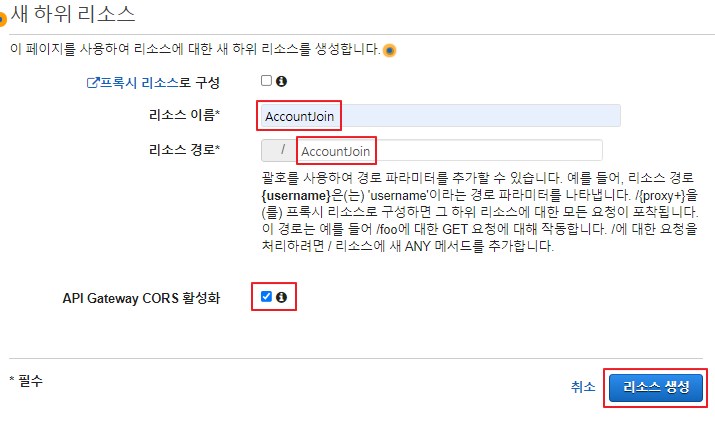 새 하위 리소스
이 페이지를 사용하여 리소스에 대한 새 하위 리소스를 생성합니다.
프록시 리소스로 구성
리소스 이름* AccountJoin
리소스 경로* / AccountJoin
괄호를 사용하여 경로 파라미터를 추가할 수 있습니다. 예를 들어, 리소스 경로
{username}은(는) 'username'이라는 경로 파라미터를 나타냅니다. /{proxy+}을
(를) 프록시 리소스로 구성하면 그 하위 리소스에 대한 모든 요청이 포착됩니다.
이 경로는 예를 들어 /foo에 대한 GET 요청에 대해 작동합니다. /에 대한 요청을
처리하려면 / 리소스에 새 ANY 메서드를 추가합니다.
API Gateway CORS 활성화
* 필수 취소 리소스 생성